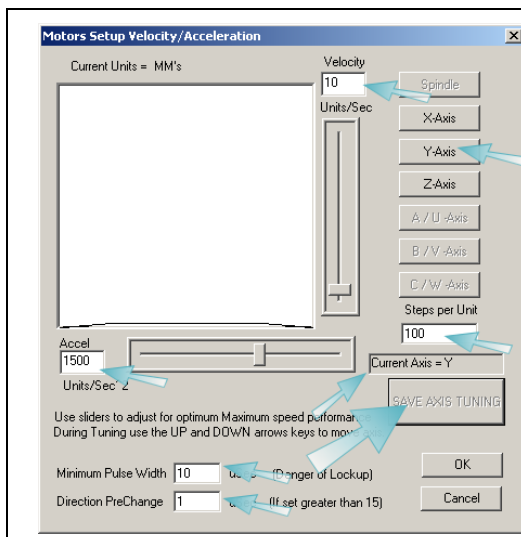 Motors Setup Velocity/Acceleration
Current Units = MM's
Velocity
10
Units/Sec
Spindle
X-Axis
Y-Axis
Z-Axis
A / U -Axis
B / V -Axis
C / W -Axis
Steps per Unit
100
Accel
1500
Units/Sec^2
Current Axis = Y
SAVE AXIS TUNING
Use sliders to adjust for optimum Maximum speed performance
During Tuning use the UP and DOWN arrows keys to move
Minimum Pulse Width 10 (Danger of Lockup)
Direction PreChange 1 (If set greater than 15)
OK
Cancel